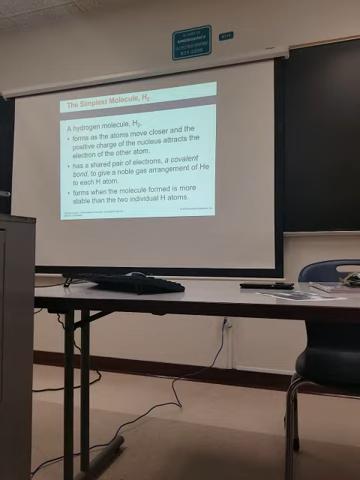 The Simplest Molecule, H2
A hydrogen molecule, H2,
• forms as the atoms move closer and the
positive charge of the nucleus attracts the
electron of the other atom.
• has a shared pair of electrons, a covalent
bond, to give a noble gas arrangement of He
to each H atom.
• forms when the molecule formed is more
stable than the two individual H atoms.